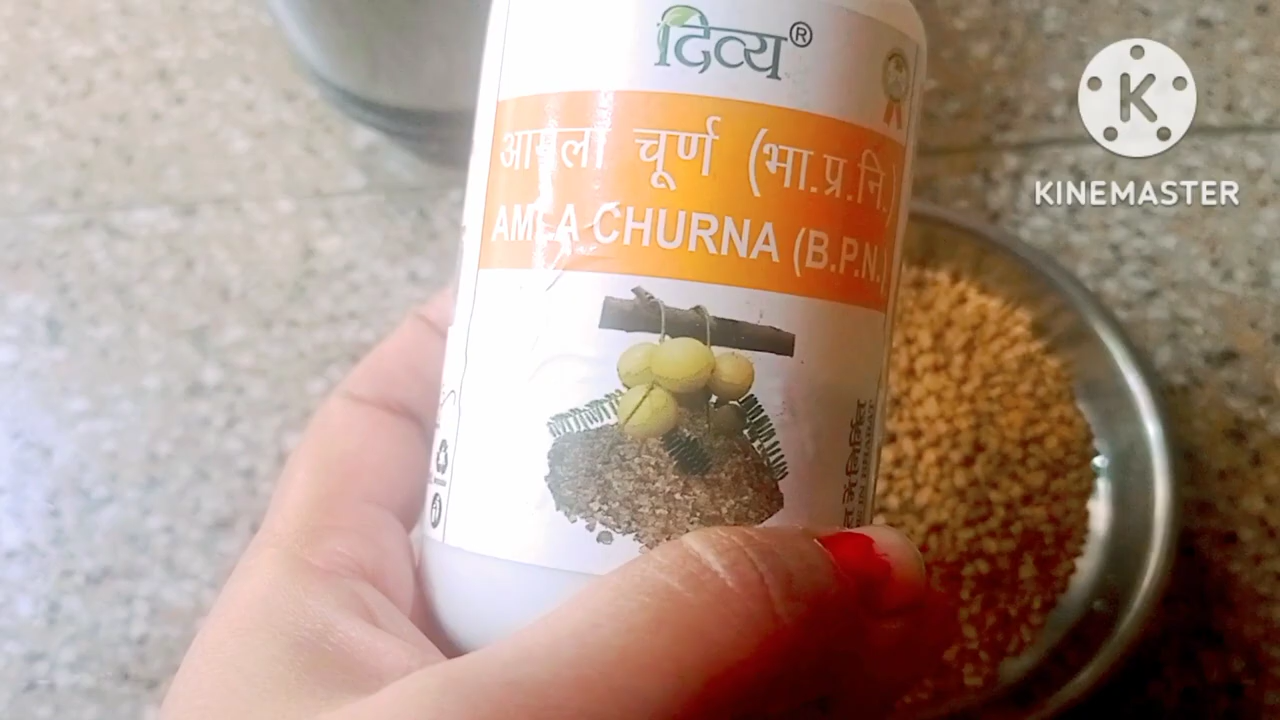 दिव्य®
आमला चूर्ण (भा.प्र.नि.)
AMLA CHURNA (B.P.N.)
K
KINEMASTER